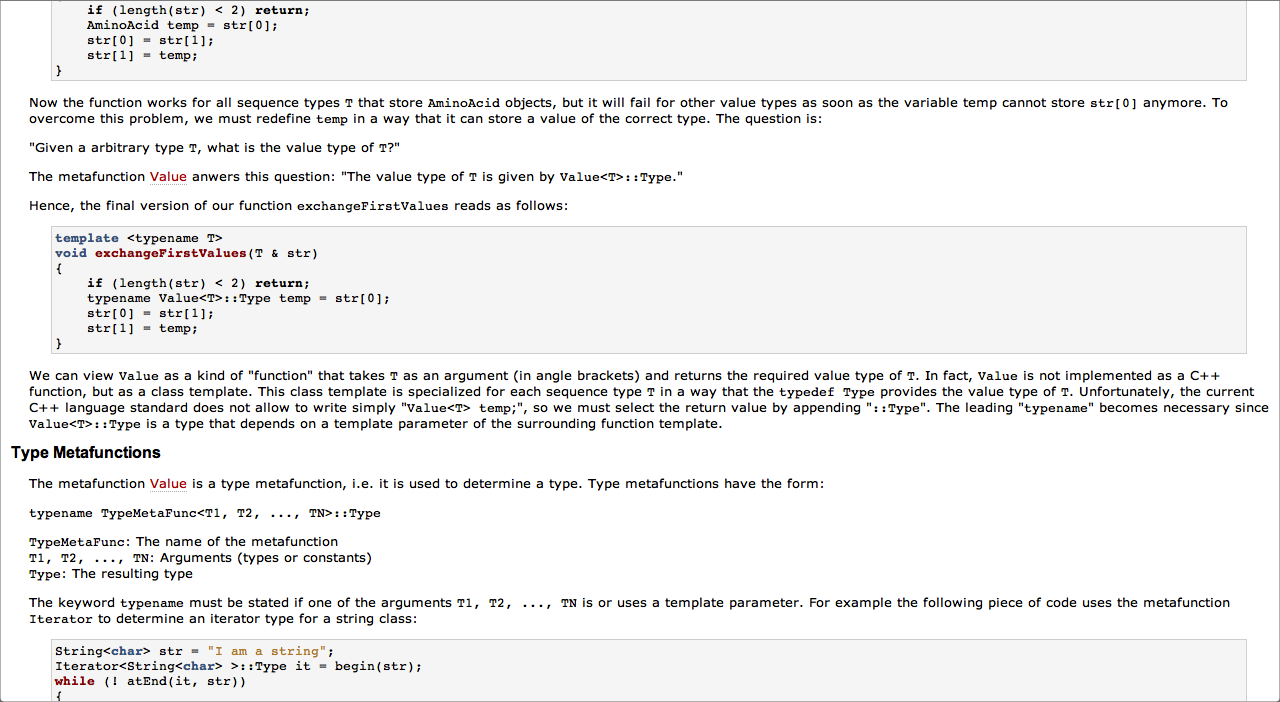 if (length(str) < 2) return;
AminoAcid temp = str[0];
str[0] = str[1];
str[1] = temp;
}
Now the function works for all sequence types T that store AminoAcid objects, but it will fail for other value types as soon as the variable temp cannot store str[0] anymore. To
overcome this problem, we must redefine temp in a way that it can store a value of the correct type. The question is:
"Given a arbitrary type T, what is the value type of T?"
The metafunction Value anwers this question: "The value type of T is given by Value<T>::Type."
Hence, the final version of our function exchangeFirstValues reads as follows:
template <typename T>
void exchangeFirstValues(T & str)
{
if (length(str) < 2) return;
typename Value<T>::Type temp = str[0];
str[0] = str[1];
str[1] = temp;
}
We can view Value as a kind of "function" that takes T as an argument (in angle brackets) and returns the required value type of T. In fact, Value is not implemented as a C++
function, but as a class template. This class template is specialized for each sequence type T in a way that the typedef Type provides the value type of T. Unfortunately, the current
C++ language standard does not allow to write simply "Value<T> temp;", so we must select the return value by appending "::Type". The leading "typename" becomes necessary since
Value<T>::Type is a type that depends on a template parameter of the surrounding function template.
Type Metafunctions
The metafunction Value is a type metafunction, i.e. it is used to determine a type. Type metafunctions have the form:
typename TypeMetaFunc<T1, T2, ..., TN>::Type
TypeMetaFunc: The name of the metafunction
T1, T2, ..., TN: Arguments (types or constants)
Type: The resulting type
The keyword typename must be stated if one of the arguments T1, T2, ..., TN is or uses a template parameter. For example the following piece of code uses the metafunction
Iterator to determine an iterator type for a string class:
String<char> str = "I am a string";
Iterator<String<char> >::Type it = begin(str);
while (! atEnd(it, str))
{